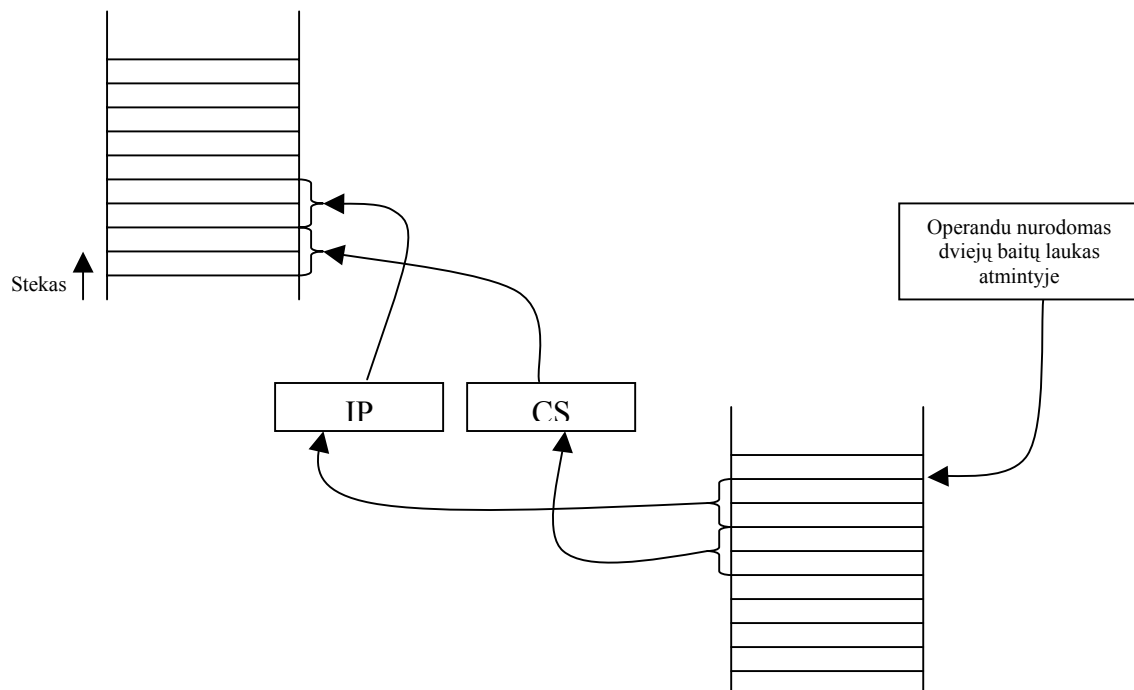 Operandu nurodomas
dviejų baitų laukas
atmintyje
Stekas
IP
CS